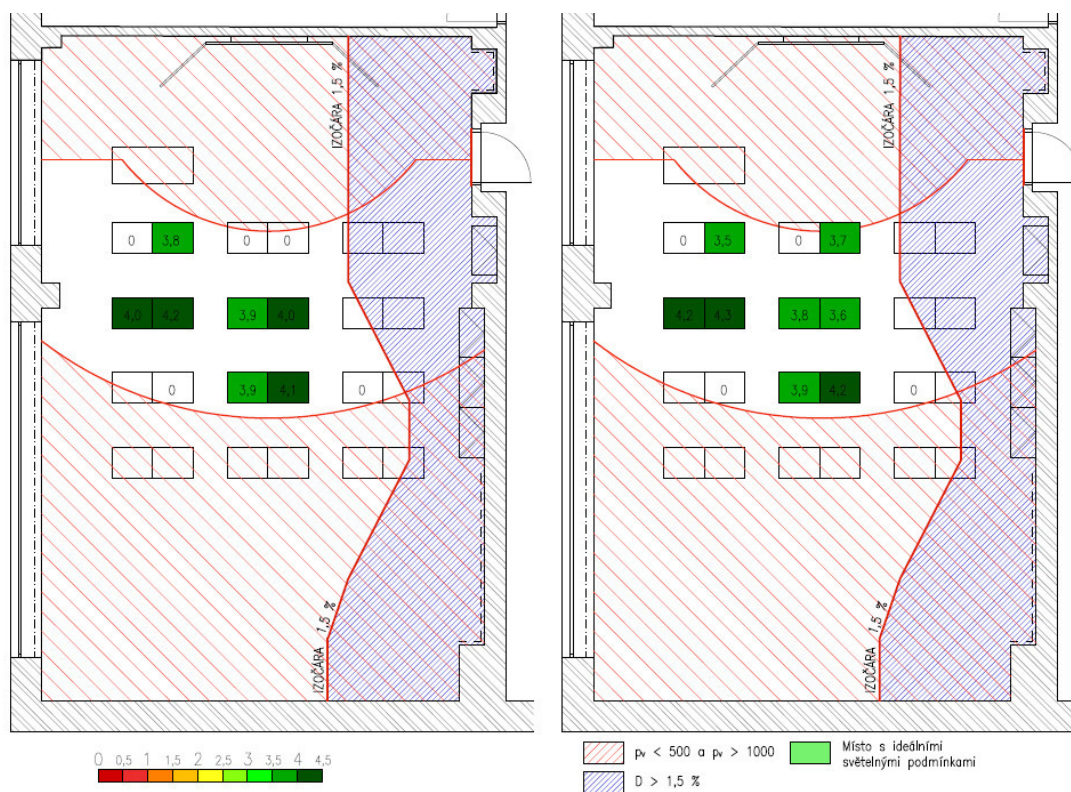 IZOČÁRA 1,5 %
0 3,8 0 0
4,0 4,2 3,9 4,0
0 3,9 4,1 0
IZOČÁRA 1,5 %
0 0,5 1 1,5 2 2,5 3 3,5 4 4,5
IZOČÁRA 1,5 %
0 3,5 0 3,7
4,2 4,3 3,8 3,6
0 3,9 4,2 0
IZOČÁRA 1,5 %
pᵥ < 500 a pᵥ > 1000
D > 1,5 %
Místo s ideálními
světelnými podmínkami